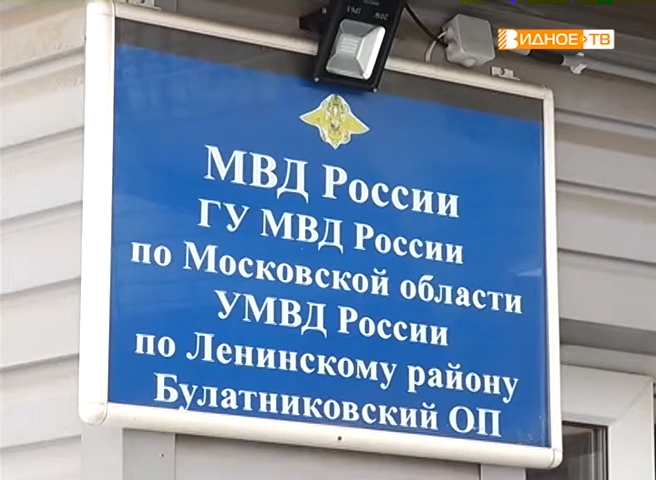 ВИДНОЕ ТВ
МВД России
ГУ МВД России
по Московской области
УМВД России
по Ленинскому району
Булатниковский ОП